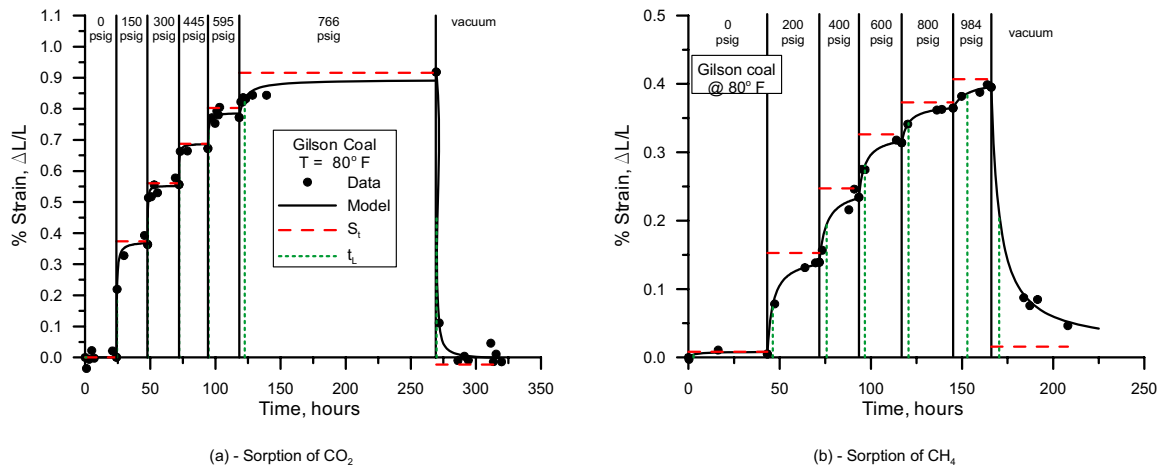 0 psig
150 psig
300 psig
445 psig
595 psig
766 psig
vacuum
1.1
1.0
0.9
0.8
0.7
0.6
0.5
0.4
0.3
0.2
0.1
0.0
-0.1
% Strain, ΔL/L
Gilson Coal
T = 80° F
Data
Model
St
tL
0 50 100 150 200 250 300 350
Time, hours
(a) - Sorption of CO2
0 psig
200 psig
400 psig
600 psig
800 psig
984 psig
vacuum
0.5
0.4
0.3
0.2
0.1
0.0
% Strain, ΔL/L
Gilson coal
@ 80° F
0 50 100 150 200 250
Time, hours
(b) - Sorption of CH4